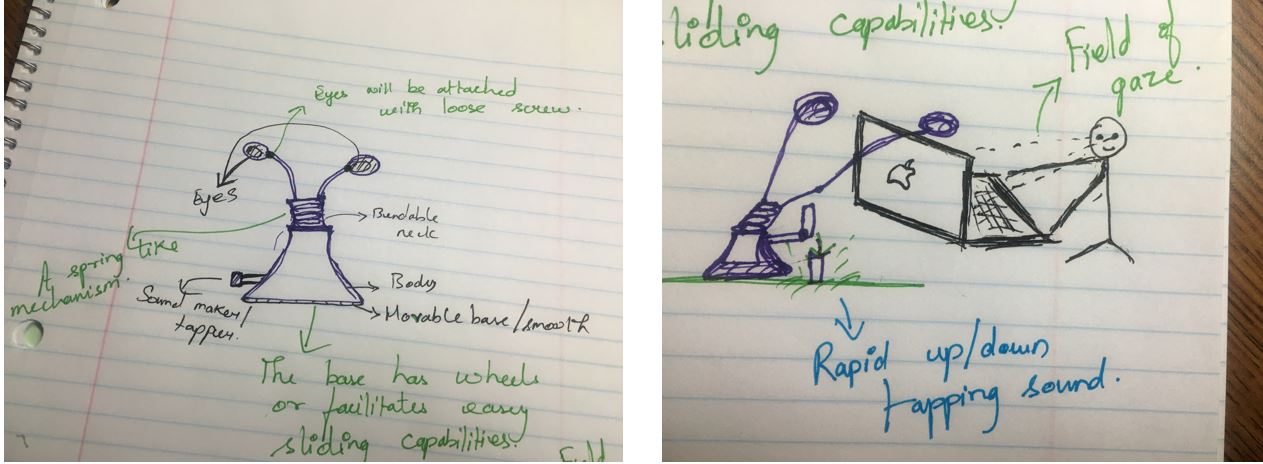 Eyes will be attached
with loose screw.
Eyes
Bendable
neck
A spring like
mechanism.
Sound maker/
tapper.
Body
Movable base/smooth
The base has wheels
or facilitates easy
sliding capabilities.
Field
liding capabilities.
Field of
gaze.
Rapid up/down
tapping sound.